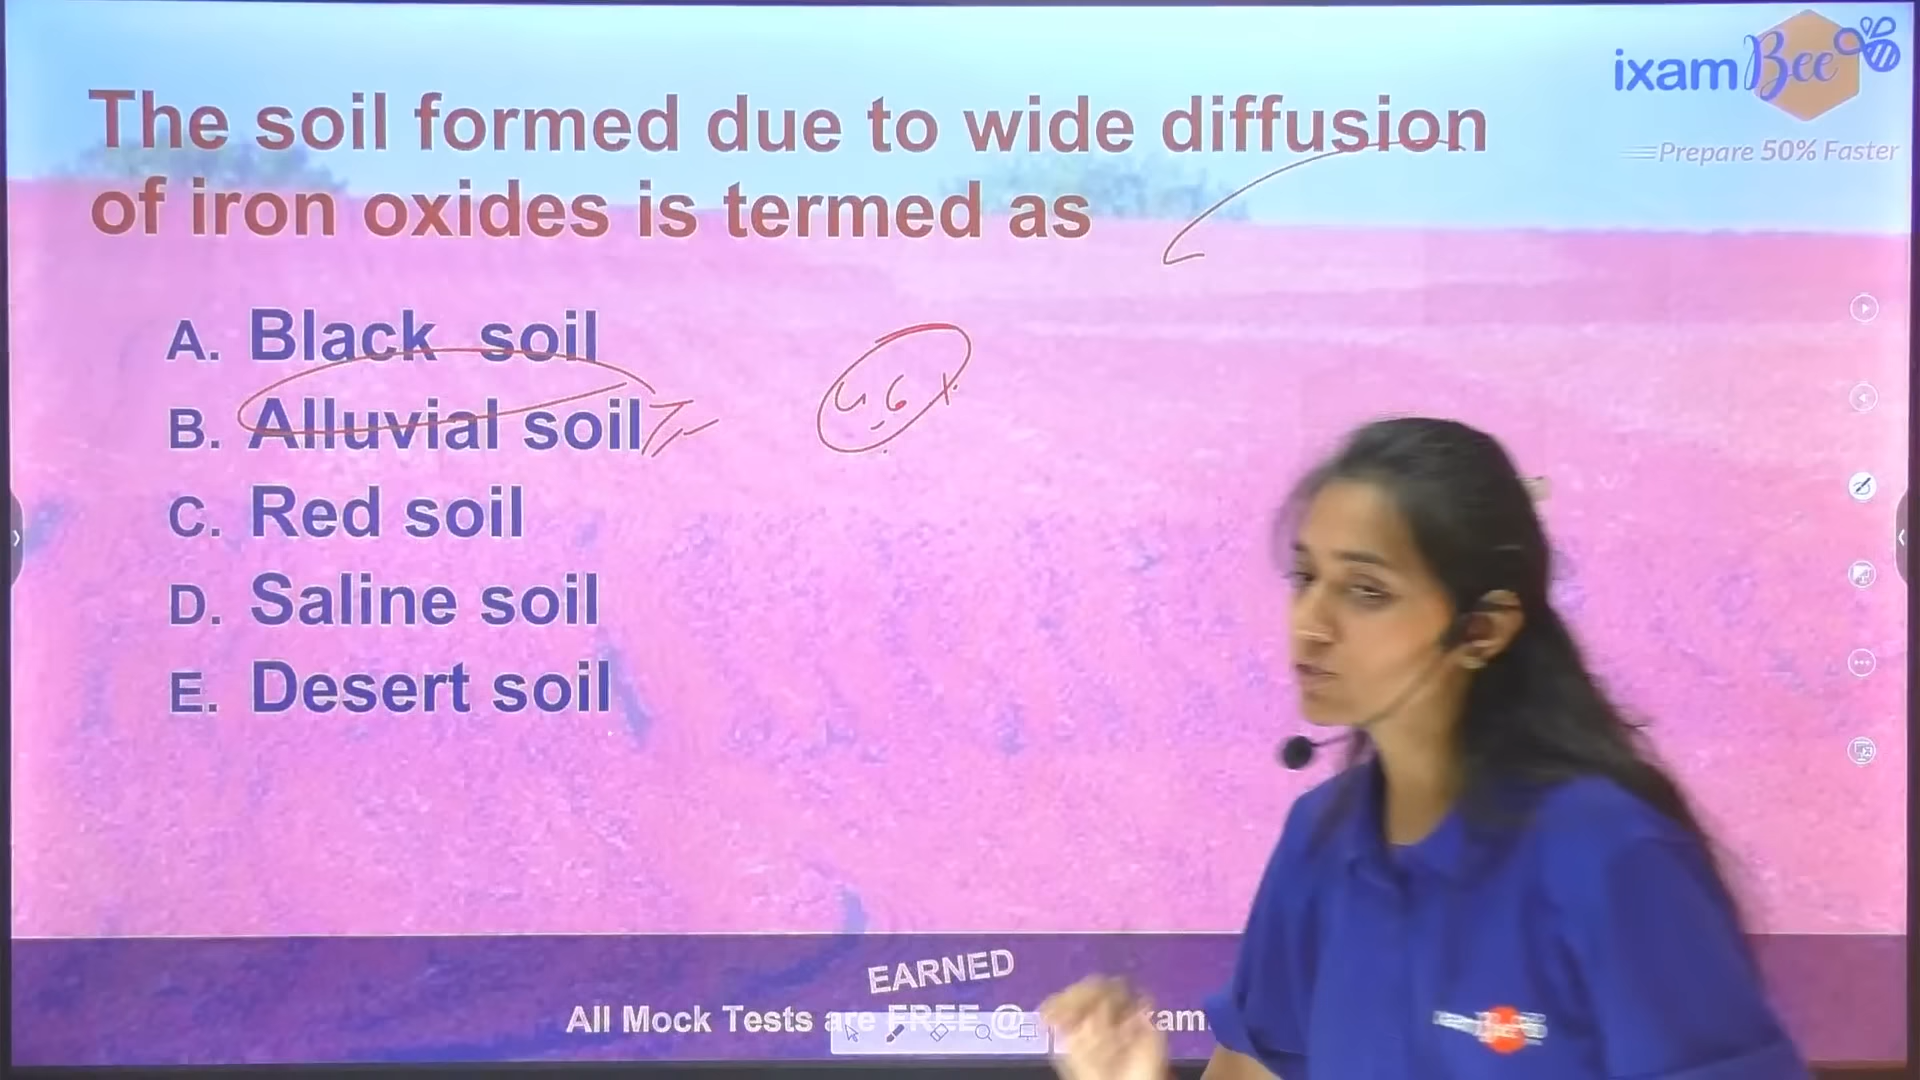 ixamBee
Prepare 50% Faster
The soil formed due to wide diffusion
of iron oxides is termed as
A. Black soil
B. Alluvial soil
C. Red soil
D. Saline soil
E. Desert soil
EARNED
All Mock Tests are FREE @